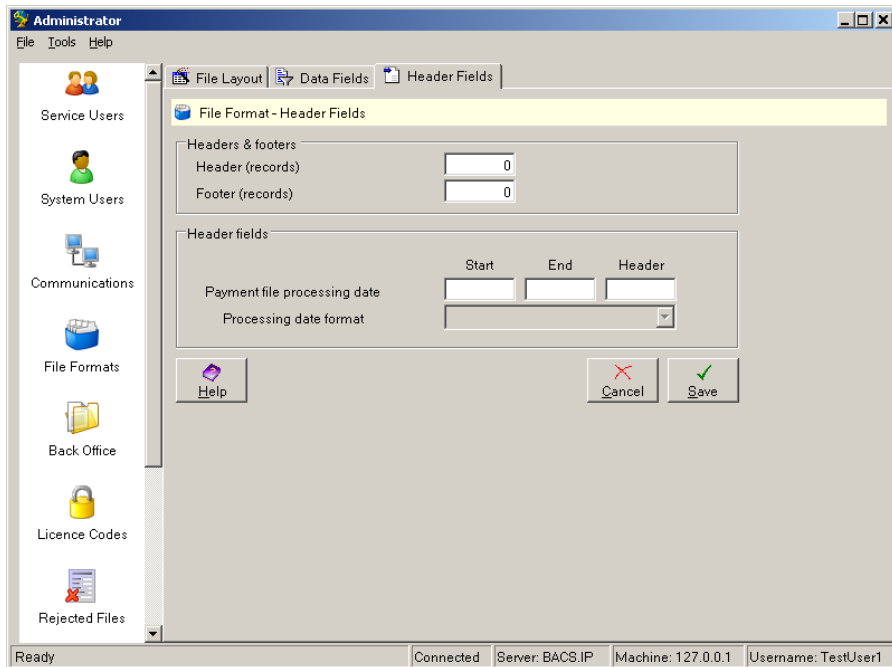 Administrator
File Tools Help
Service Users
System Users
Communications
File Formats
Back Office
Licence Codes
Rejected Files
File Layout Data Fields Header Fields
File Format - Header Fields
Headers & footers
Header (records) 0
Footer (records) 0
Header fields
Start End Header
Payment file processing date
Processing date format
Help Cancel Save
Ready Connected Server: BACS.IP Machine: 127.0.0.1 Username: TestUser1